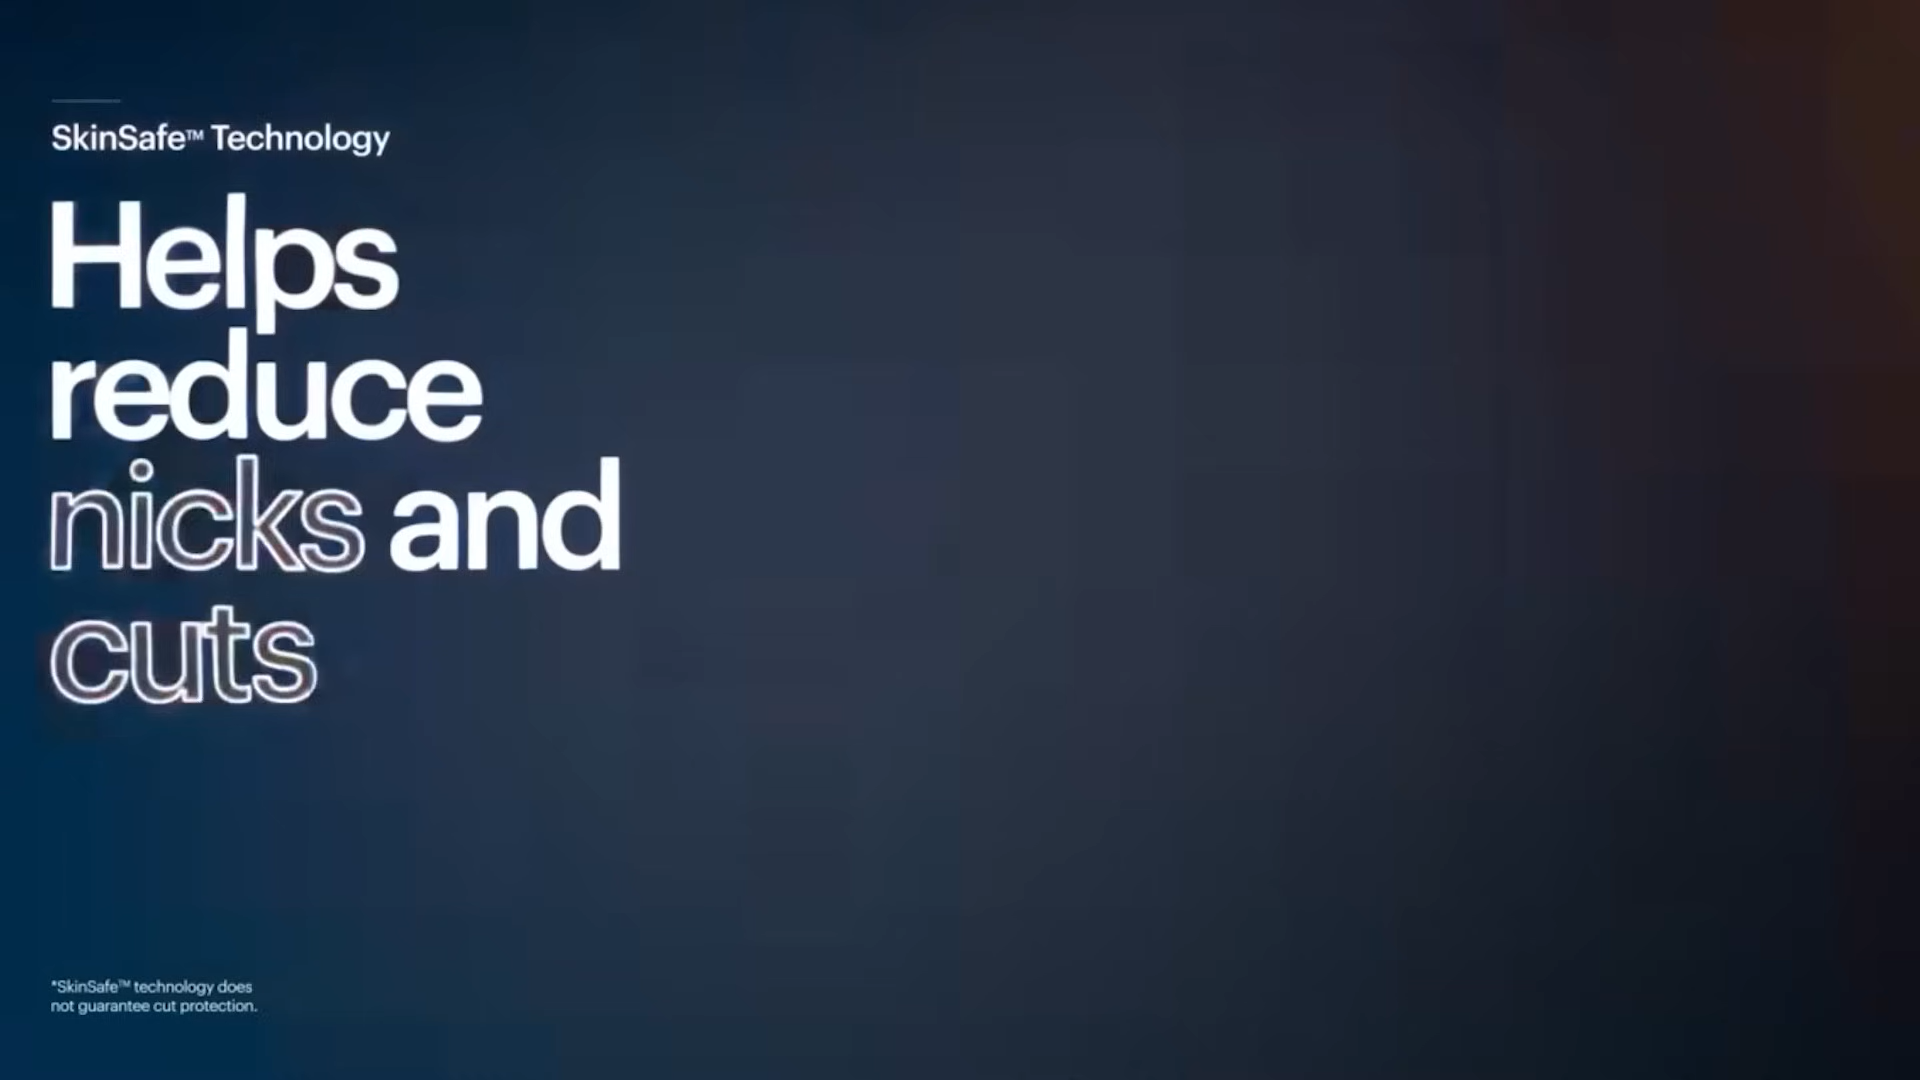 SkinSafe™ Technology
Helps
reduce
nicks and
cuts
*SkinSafe™ technology does
not guarantee cut protection.